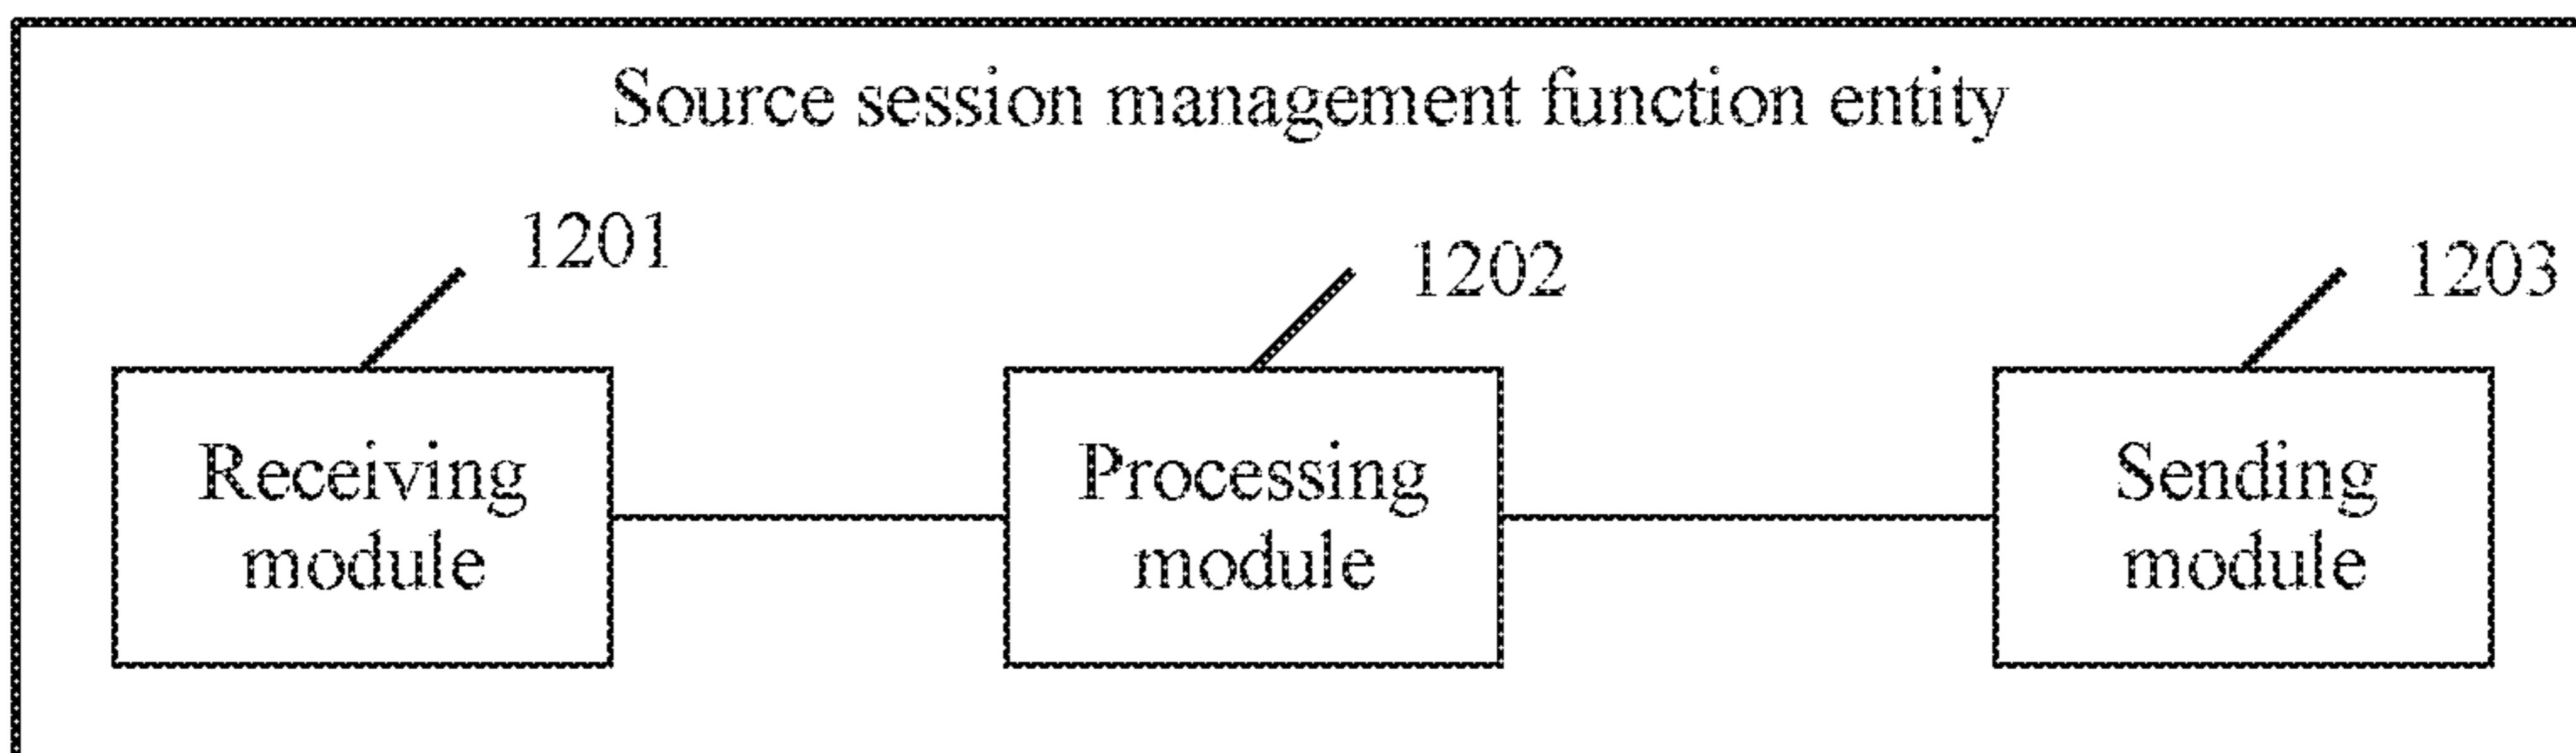 Source session management function entity
1201
1202
1203
Receiving
module
Processing
module
Sending
module